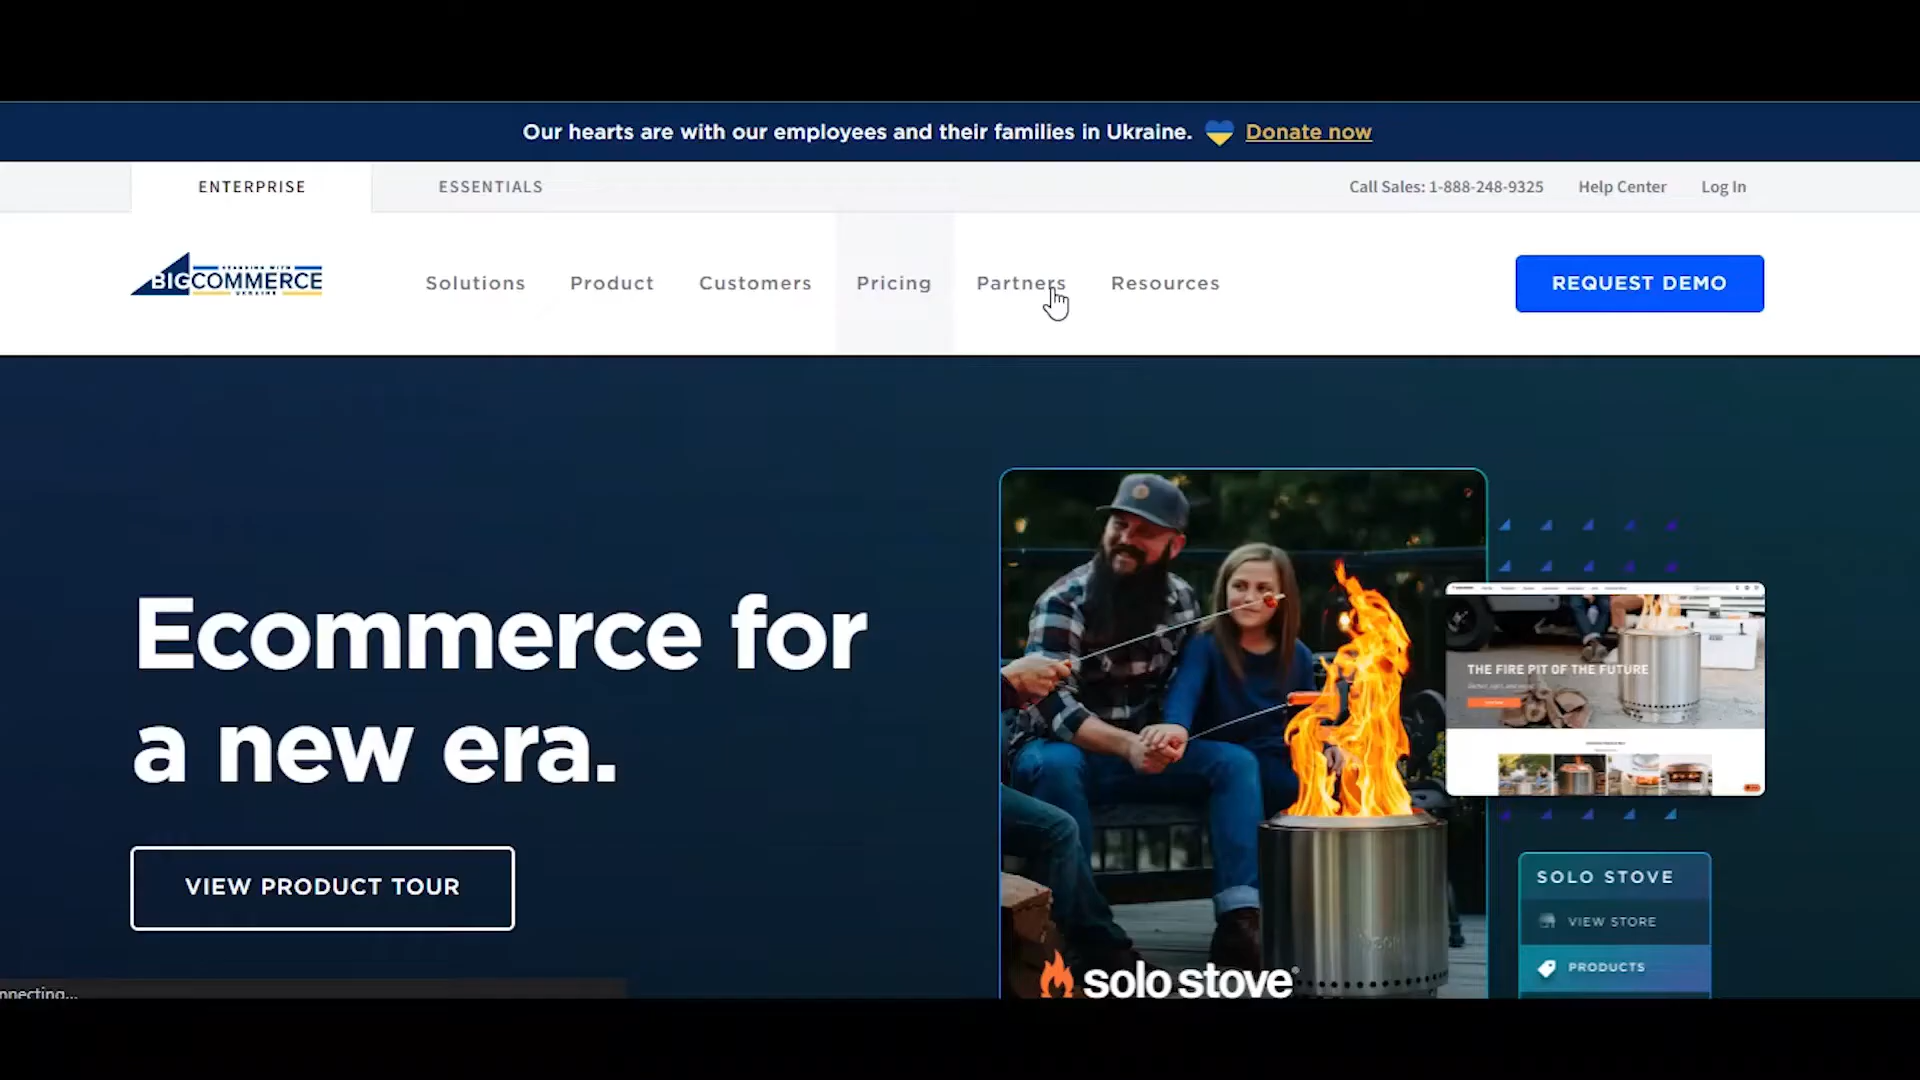 Our hearts are with our employees and their families in Ukraine. Donate now
ENTERPRISE
ESSENTIALS
Call Sales: 1-888-248-9325
Help Center
Log In
BIGCOMMERCE
UKRAINE
Solutions
Product
Customers
Pricing
Partners
Resources
REQUEST DEMO
Ecommerce for
a new era.
VIEW PRODUCT TOUR
THE FIRE PIT OF THE FUTURE
SOLO STOVE
VIEW STORE
PRODUCTS
solo stove
nnecting...